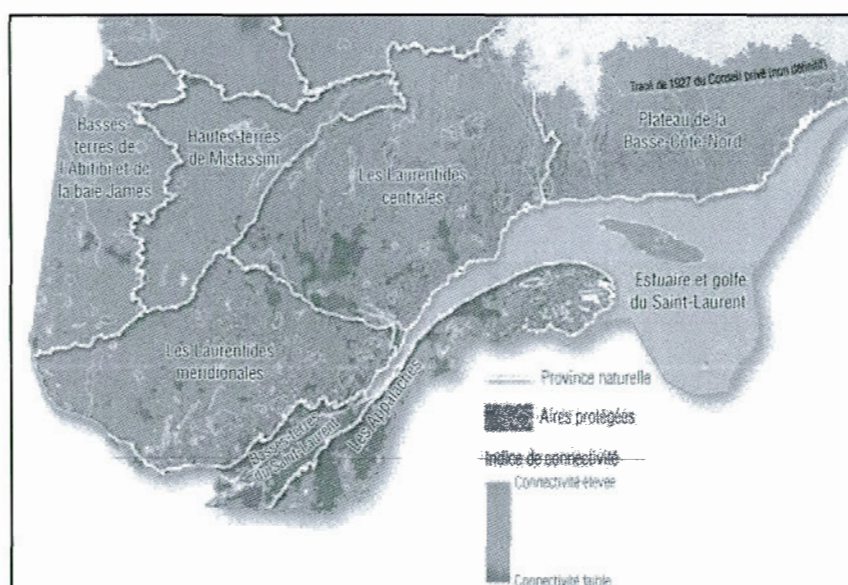 Tracé de 1927 du Conseil privé (non définitif)
Basses-
terres de
l'Abitibi et de
la baie James
Hautes-terres
de Mistassini
Les Laurentides
centrales
Plateau de la
Basse-Côte-Nord
Estuaire et golfe
du Saint-Laurent
Les Laurentides
méridionales
Basses-terres
du Saint-Laurent
Les Appalaches
Province naturelle
Aires protégées
Indice de connectivité
Connectivité élevée
Connectivité faible